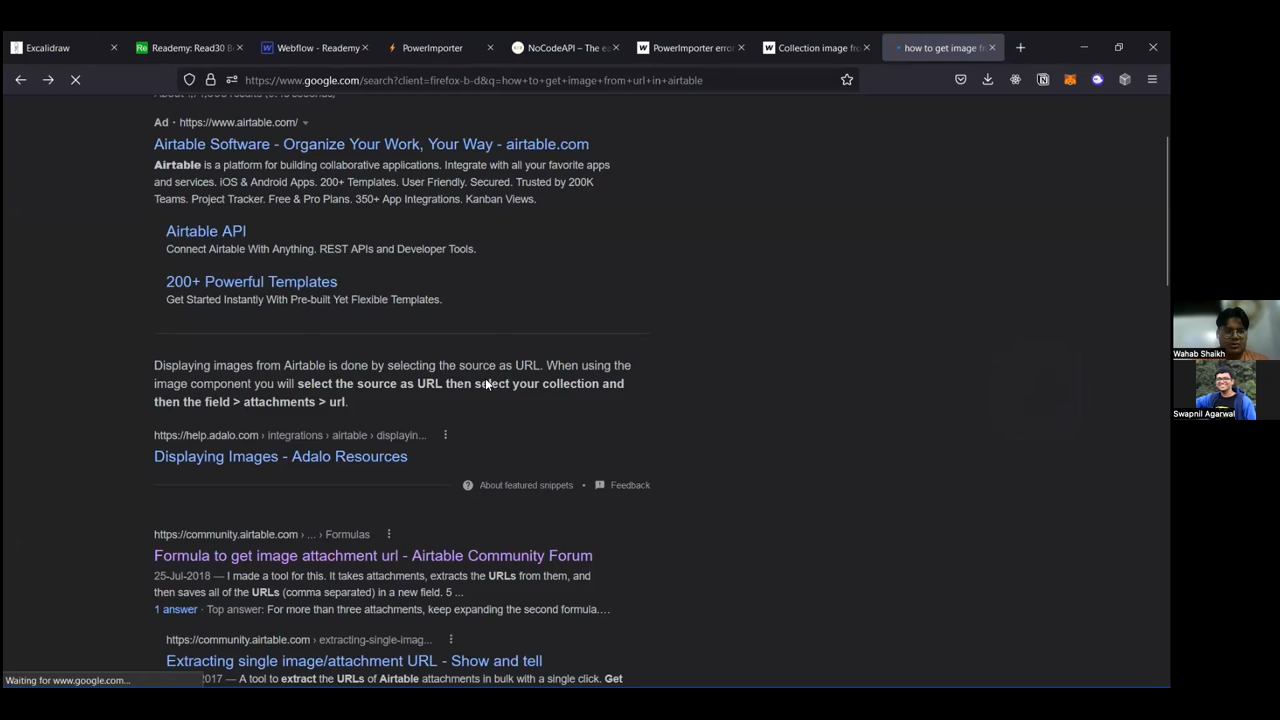 Excalidraw
Readermy: Read30 B
Webflow - Readermy
PowerImporter
NoCodeAPI – The ea
PowerImporter error
Collection image fro
how to get image f
https://www.google.com/search?client=firefox-b-d&q=how+to+get+image+from+url+in+airtable
Ad · https://www.airtable.com/
Airtable Software - Organize Your Work, Your Way - airtable.com
Airtable is a platform for building collaborative applications. Integrate with all your favorite apps
and services. iOS & Android Apps. 200+ Templates. User Friendly. Secured. Trusted by 200K
Teams. Project Tracker. Free & Pro Plans. 350+ App Integrations. Kanban Views.
Airtable API
Connect Airtable With Anything. REST APIs and Developer Tools.
200+ Powerful Templates
Get Started Instantly With Pre-built Yet Flexible Templates.
Displaying images from Airtable is done by selecting the source as URL. When using the
image component you will select the source as URL then select your collection and
then the field > attachments > url.
https://help.adalo.com › integrations › airtable › displayin...
Displaying Images - Adalo Resources
About featured snippets • Feedback
https://community.airtable.com › ... › Formulas
Formula to get image attachment url - Airtable Community Forum
25-Jul-2018 — I made a tool for this. It takes attachments, extracts the URLs from them, and
then saves all of the URLs (comma separated) in a new field. 5 ...
1 answer · Top answer: For more than three attachments, keep expanding the second formula....
https://community.airtable.com › extracting-single-imag...
Extracting single image/attachment URL - Show and tell
2017 — A tool to extract the URLs of Airtable attachments in bulk with a single click. Get
Waiting for www.google.com...
Wahab Shaikh
Swapnil Agarwal